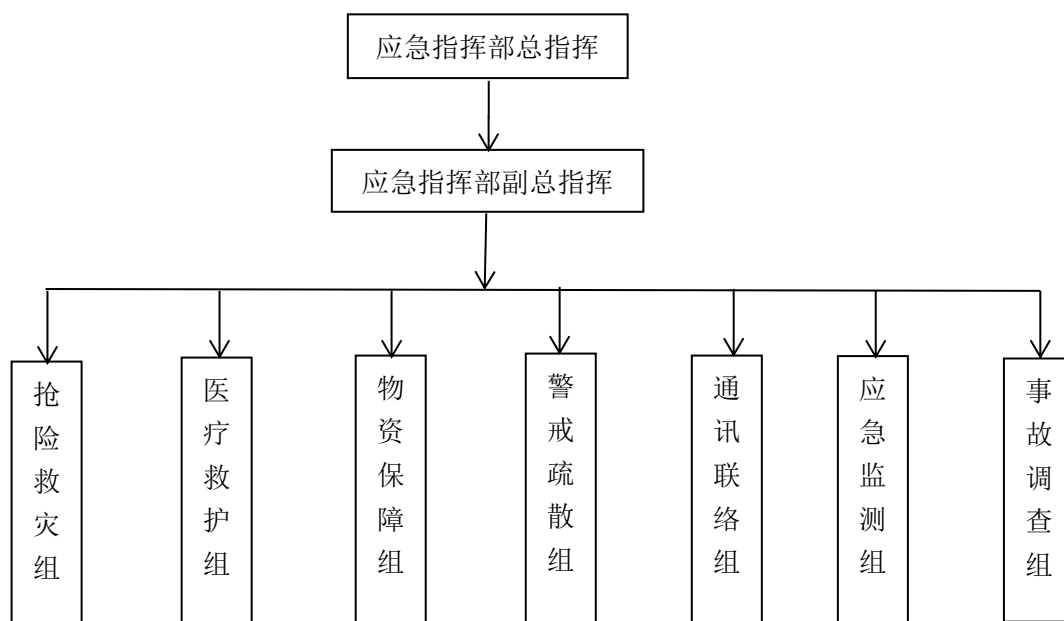 应急指挥部总指挥
应急指挥部副总指挥
抢险救灾组
医疗救护组
物资保障组
警戒疏散组
通讯联络组
应急监测组
事故调查组